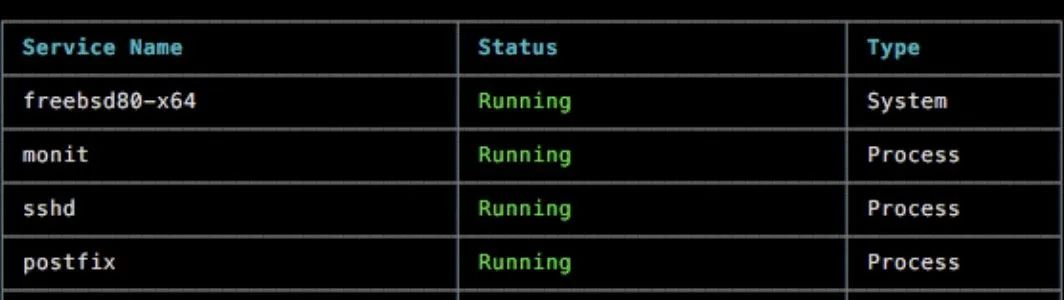 Service Name Status Type
freebsd80-x64 Running System
monit Running Process
sshd Running Process
postfix Running Process